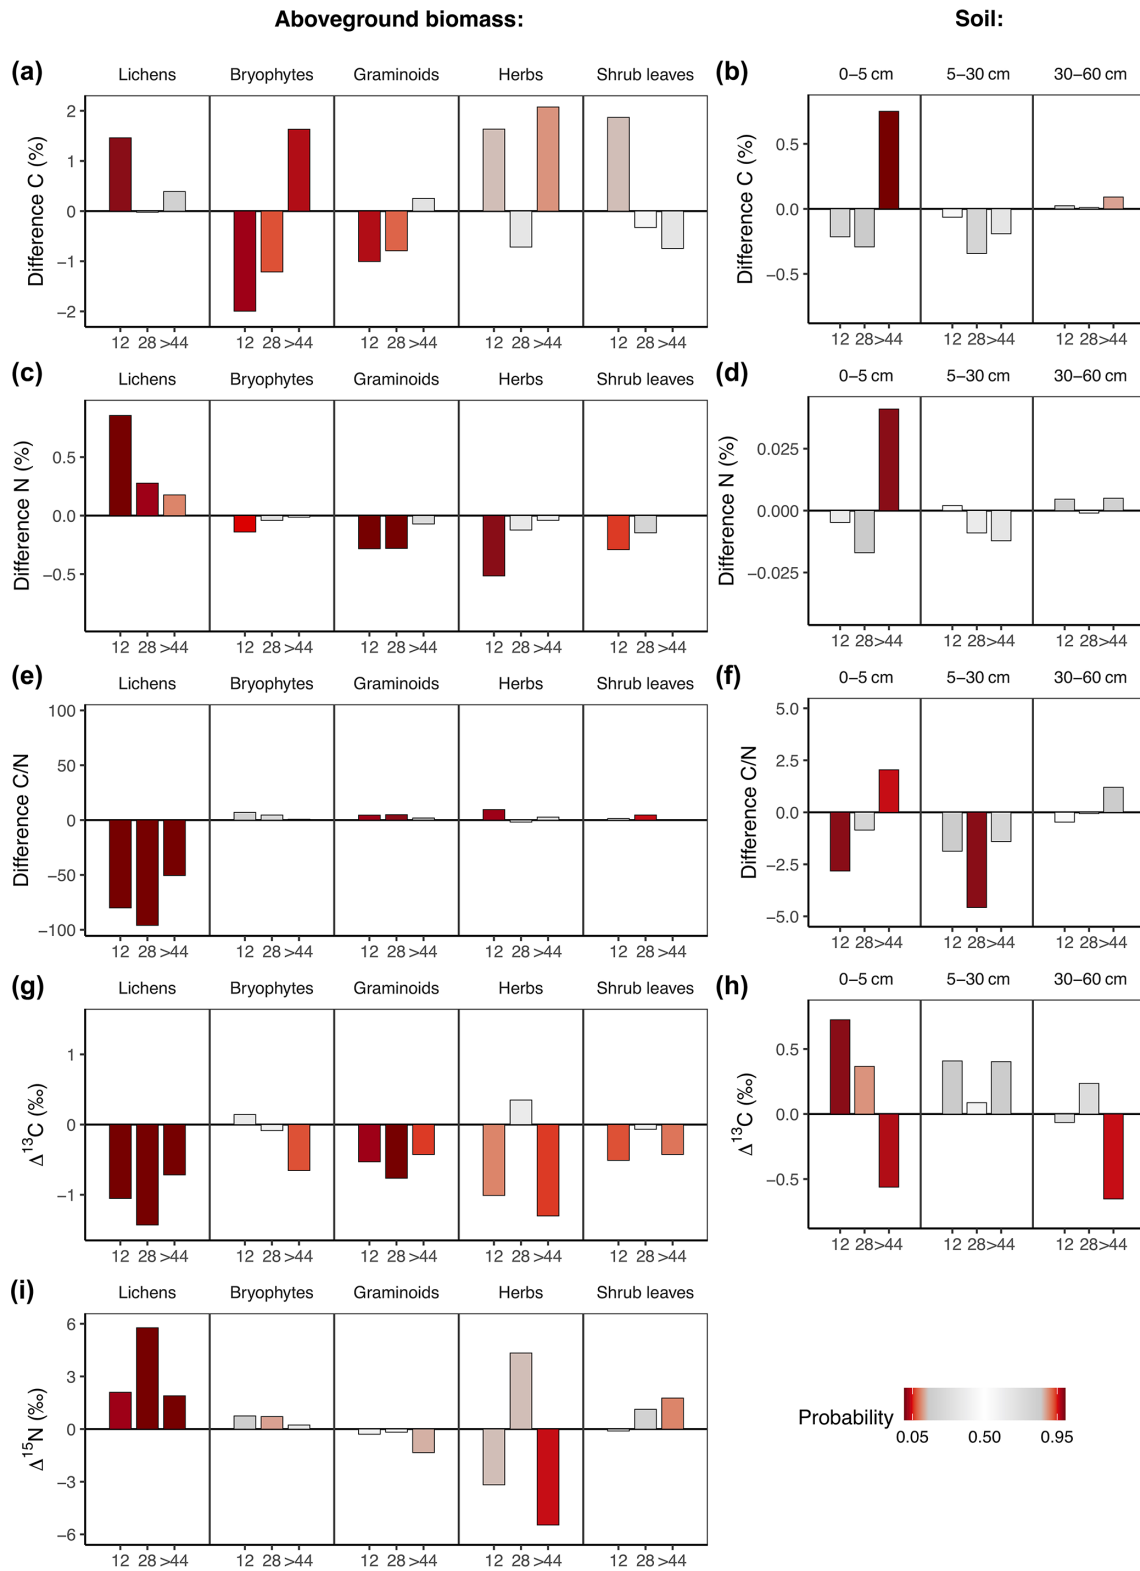 Aboveground biomass:
Soil:
(a)
Lichens Bryophytes Graminoids Herbs Shrub leaves
Difference C (%)
2
1
0
−1
−2
12 28 >44 12 28 >44 12 28 >44 12 28 >44 12 28 >44
(b)
0−5 cm 5−30 cm 30−60 cm
Difference C (%)
0.5
0.0
−0.5
12 28 >44 12 28 >44 12 28 >44
(c)
Lichens Bryophytes Graminoids Herbs Shrub leaves
Difference N (%)
0.5
0.0
−0.5
12 28 >44 12 28 >44 12 28 >44 12 28 >44 12 28 >44
(d)
0−5 cm 5−30 cm 30−60 cm
Difference N (%)
0.025
0.000
−0.025
12 28 >44 12 28 >44 12 28 >44
(e)
Lichens Bryophytes Graminoids Herbs Shrub leaves
Difference C/N
100
50
0
−50
−100
12 28 >44 12 28 >44 12 28 >44 12 28 >44 12 28 >44
(f)
0−5 cm 5−30 cm 30−60 cm
Difference C/N
5.0
2.5
0.0
−2.5
−5.0
12 28 >44 12 28 >44 12 28 >44
(g)
Lichens Bryophytes Graminoids Herbs Shrub leaves
Δ¹³C (‰)
1
0
−1
12 28 >44 12 28 >44 12 28 >44 12 28 >44 12 28 >44
(h)
0−5 cm 5−30 cm 30−60 cm
Δ¹³C (‰)
0.5
0.0
−0.5
12 28 >44 12 28 >44 12 28 >44
(i)
Lichens Bryophytes Graminoids Herbs Shrub leaves
Δ¹⁵N (‰)
6
3
0
−3
−6
12 28 >44 12 28 >44 12 28 >44 12 28 >44 12 28 >44
Probability
0.05 0.50 0.95